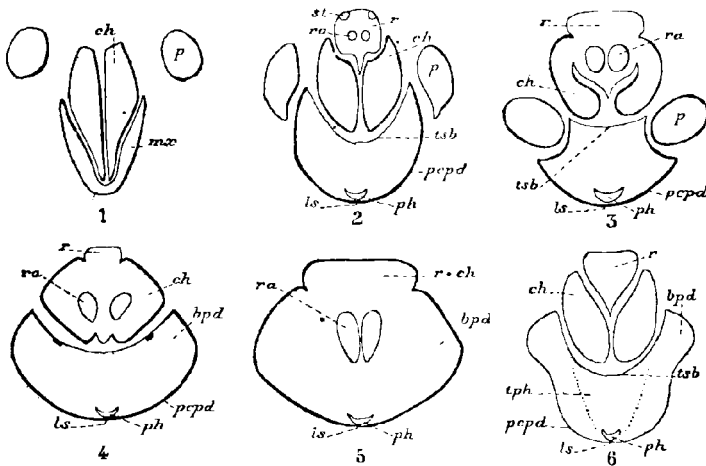 ch
p
mx
1
st
r
ra
ch
p
tsb
pcpd
ls
ph
2
r
ra
ch
p
tsb
pcpd
ls
ph
3
r
ra
ch
bpd
pcpd
ls
ph
4
r + ch
ra
bpd
ls
ph
5
r
ch
bpd
tsb
tph
pcpd
ls
ph
6